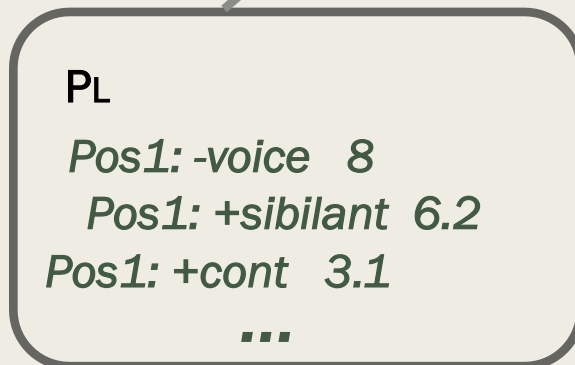 PL
Pos1: -voice 8
Pos1: +sibilant 6.2
Pos1: +cont 3.1
...